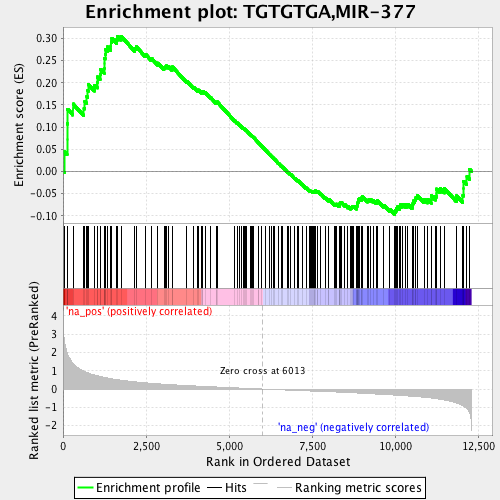 Enrichment plot: TGTGTGA,MIR-377
Enrichment score (ES)
0.30
0.25
0.20
0.15
0.10
0.05
0.00
-0.05
-0.10
'na_pos' (positively correlated)
Ranked list metric (PreRanked)
4
3
2
1
0
-1
-2
Zero cross at 6013
'na_neg' (negatively correlated)
0
2,500
5,000
7,500
10,000
12,500
Rank in Ordered Dataset
Enrichment profile
Hits
Ranking metric scores